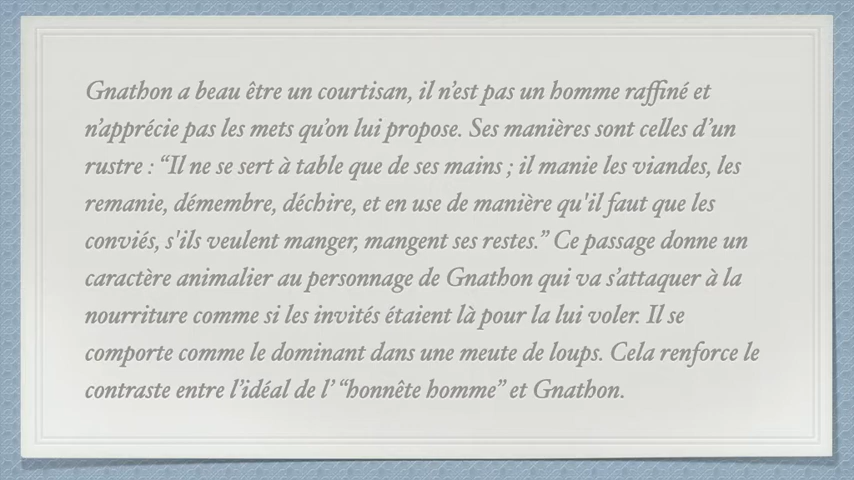 Gnathon a beau être un courtisan, il n’est pas un homme raffiné et
n’apprécie pas les mets qu’on lui propose. Ses manières sont celles d’un
rustre : “Il ne se sert à table que de ses mains ; il manie les viandes, les
remanie, démembre, déchire, et en use de manière qu'il faut que les
conviés, s'ils veulent manger, mangent ses restes.” Ce passage donne un
caractère animalier au personnage de Gnathon qui va s’attaquer à la
nourriture comme si les invités étaient là pour la lui voler. Il se
comporte comme le dominant dans une meute de loups. Cela renforce le
contraste entre l’idéal de l’ “honnête homme” et Gnathon.